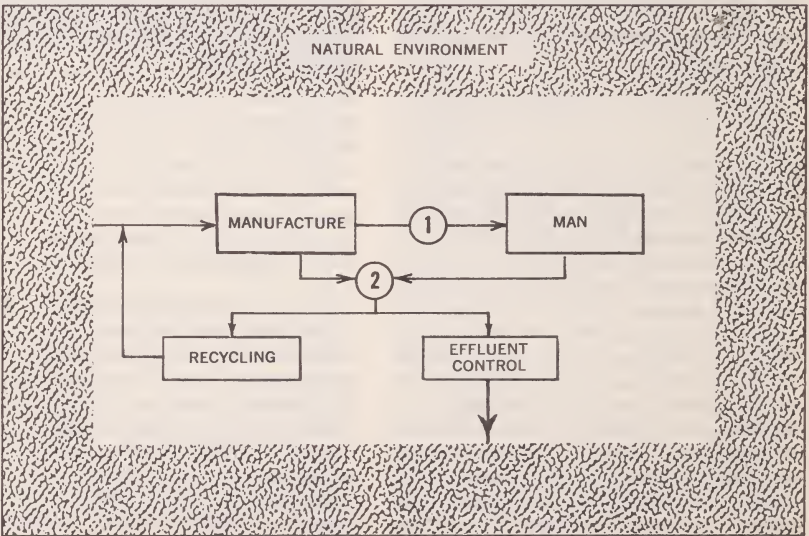 NATURAL ENVIRONMENT
MANUFACTURE
1
MAN
2
RECYCLING
EFFLUENT
CONTROL